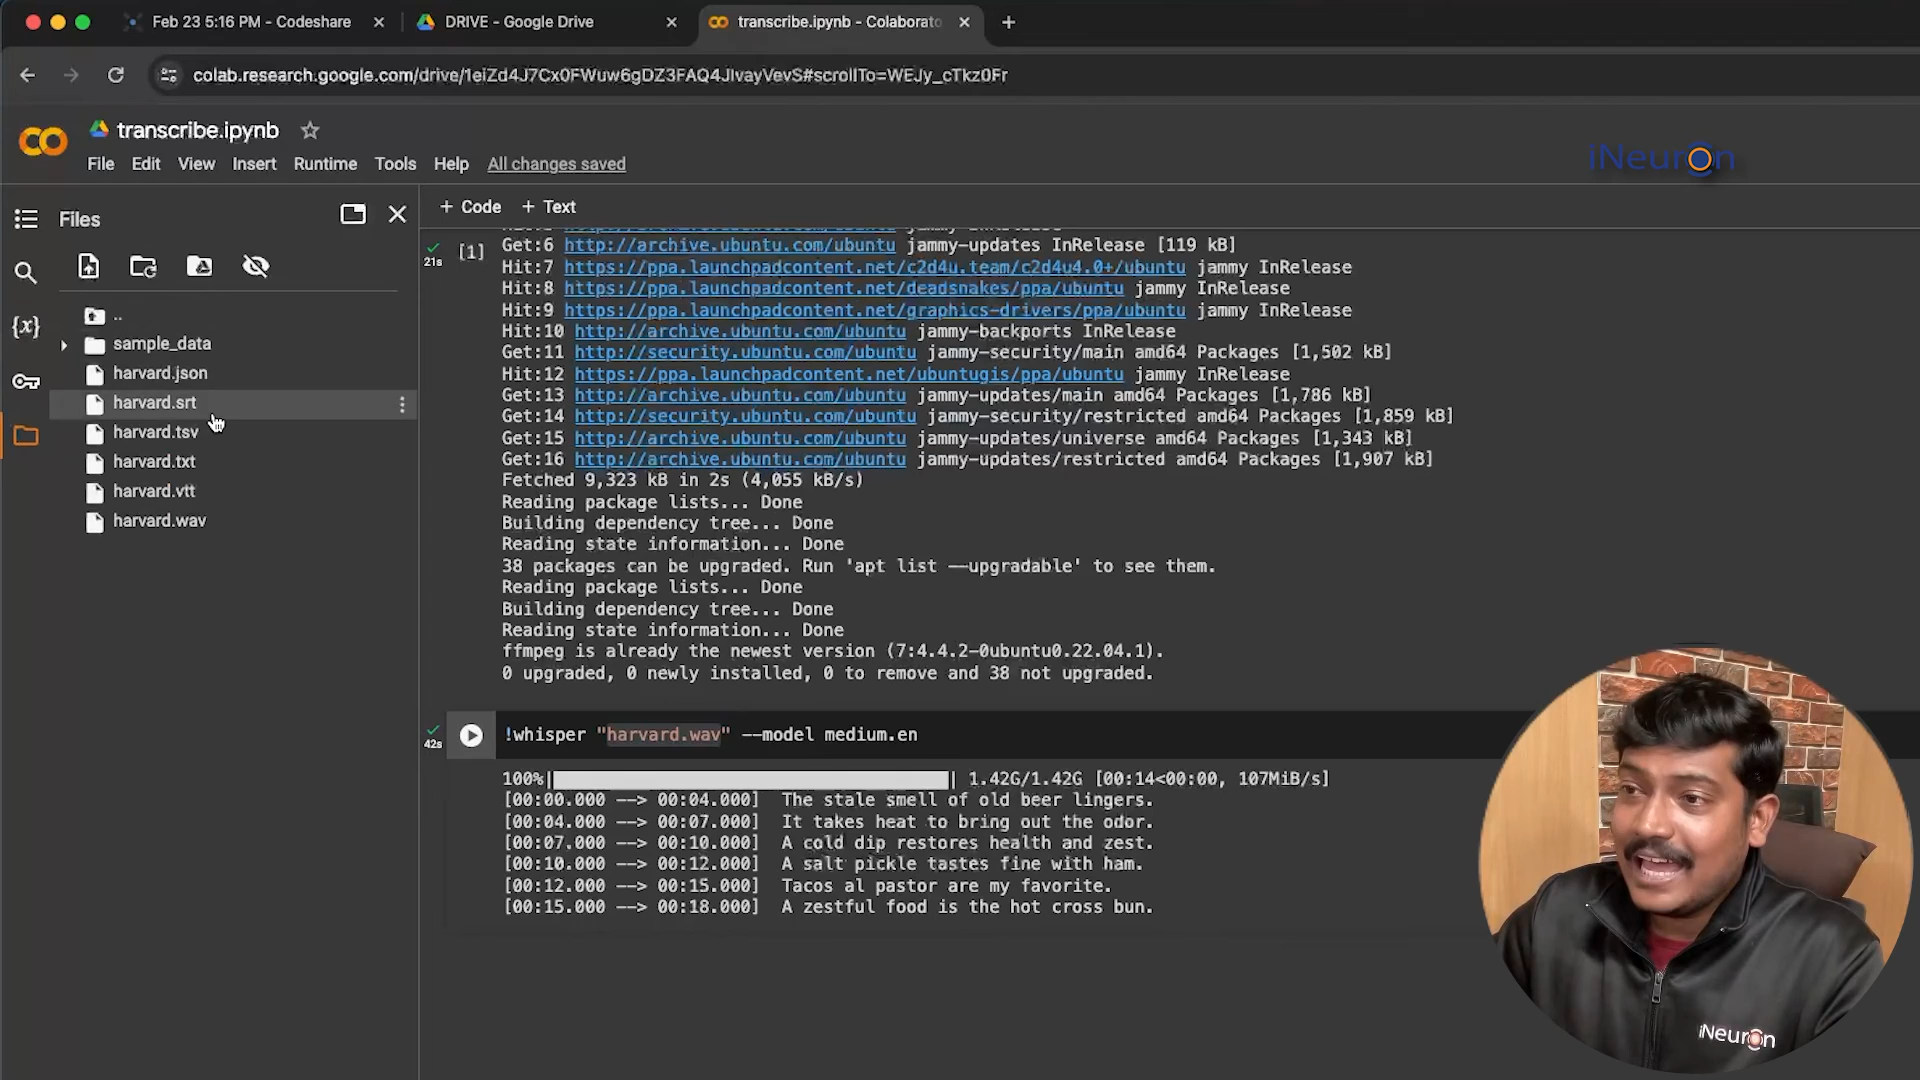 Feb 23 5:16 PM - Codeshare
DRIVE - Google Drive
transcribe.ipynb - Colaborato
colab.research.google.com/drive/1eiZd4J7Cx0FWuw6gDZ3FAQ4JIvayVevS#scrollTo=WEJy_cTkz0Fr
transcribe.ipynb
File Edit View Insert Runtime Tools Help All changes saved
iNeuron
Files
+ Code + Text
..
sample_data
harvard.json
harvard.srt
harvard.tsv
harvard.txt
harvard.vtt
harvard.wav
21s
[1]
Get:6 http://archive.ubuntu.com/ubuntu jammy-updates InRelease [119 kB]
Hit:7 https://ppa.launchpadcontent.net/c2d4u.team/c2d4u4.0+/ubuntu jammy InRelease
Hit:8 https://ppa.launchpadcontent.net/deadsnakes/ppa/ubuntu jammy InRelease
Hit:9 https://ppa.launchpadcontent.net/graphics-drivers/ppa/ubuntu jammy InRelease
Hit:10 http://archive.ubuntu.com/ubuntu jammy-backports InRelease
Get:11 http://security.ubuntu.com/ubuntu jammy-security/main amd64 Packages [1,502 kB]
Hit:12 https://ppa.launchpadcontent.net/ubuntugis/ppa/ubuntu jammy InRelease
Get:13 http://archive.ubuntu.com/ubuntu jammy-updates/main amd64 Packages [1,786 kB]
Get:14 http://security.ubuntu.com/ubuntu jammy-security/restricted amd64 Packages [1,859 kB]
Get:15 http://archive.ubuntu.com/ubuntu jammy-updates/universe amd64 Packages [1,343 kB]
Get:16 http://archive.ubuntu.com/ubuntu jammy-updates/restricted amd64 Packages [1,907 kB]
Fetched 9,323 kB in 2s (4,055 kB/s)
Reading package lists... Done
Building dependency tree... Done
Reading state information... Done
38 packages can be upgraded. Run 'apt list --upgradable' to see them.
Reading package lists... Done
Building dependency tree... Done
Reading state information... Done
ffmpeg is already the newest version (7:4.4.2-0ubuntu0.22.04.1).
0 upgraded, 0 newly installed, 0 to remove and 38 not upgraded.
42s
!whisper "harvard.wav" --model medium.en
100%| | 1.42G/1.42G [00:14<00:00, 107MiB/s]
[00:00.000 --> 00:04.000] The stale smell of old beer lingers.
[00:04.000 --> 00:07.000] It takes heat to bring out the odor.
[00:07.000 --> 00:10.000] A cold dip restores health and zest.
[00:10.000 --> 00:12.000] A salt pickle tastes fine with ham.
[00:12.000 --> 00:15.000] Tacos al pastor are my favorite.
[00:15.000 --> 00:18.000] A zestful food is the hot cross bun.
iNeuron